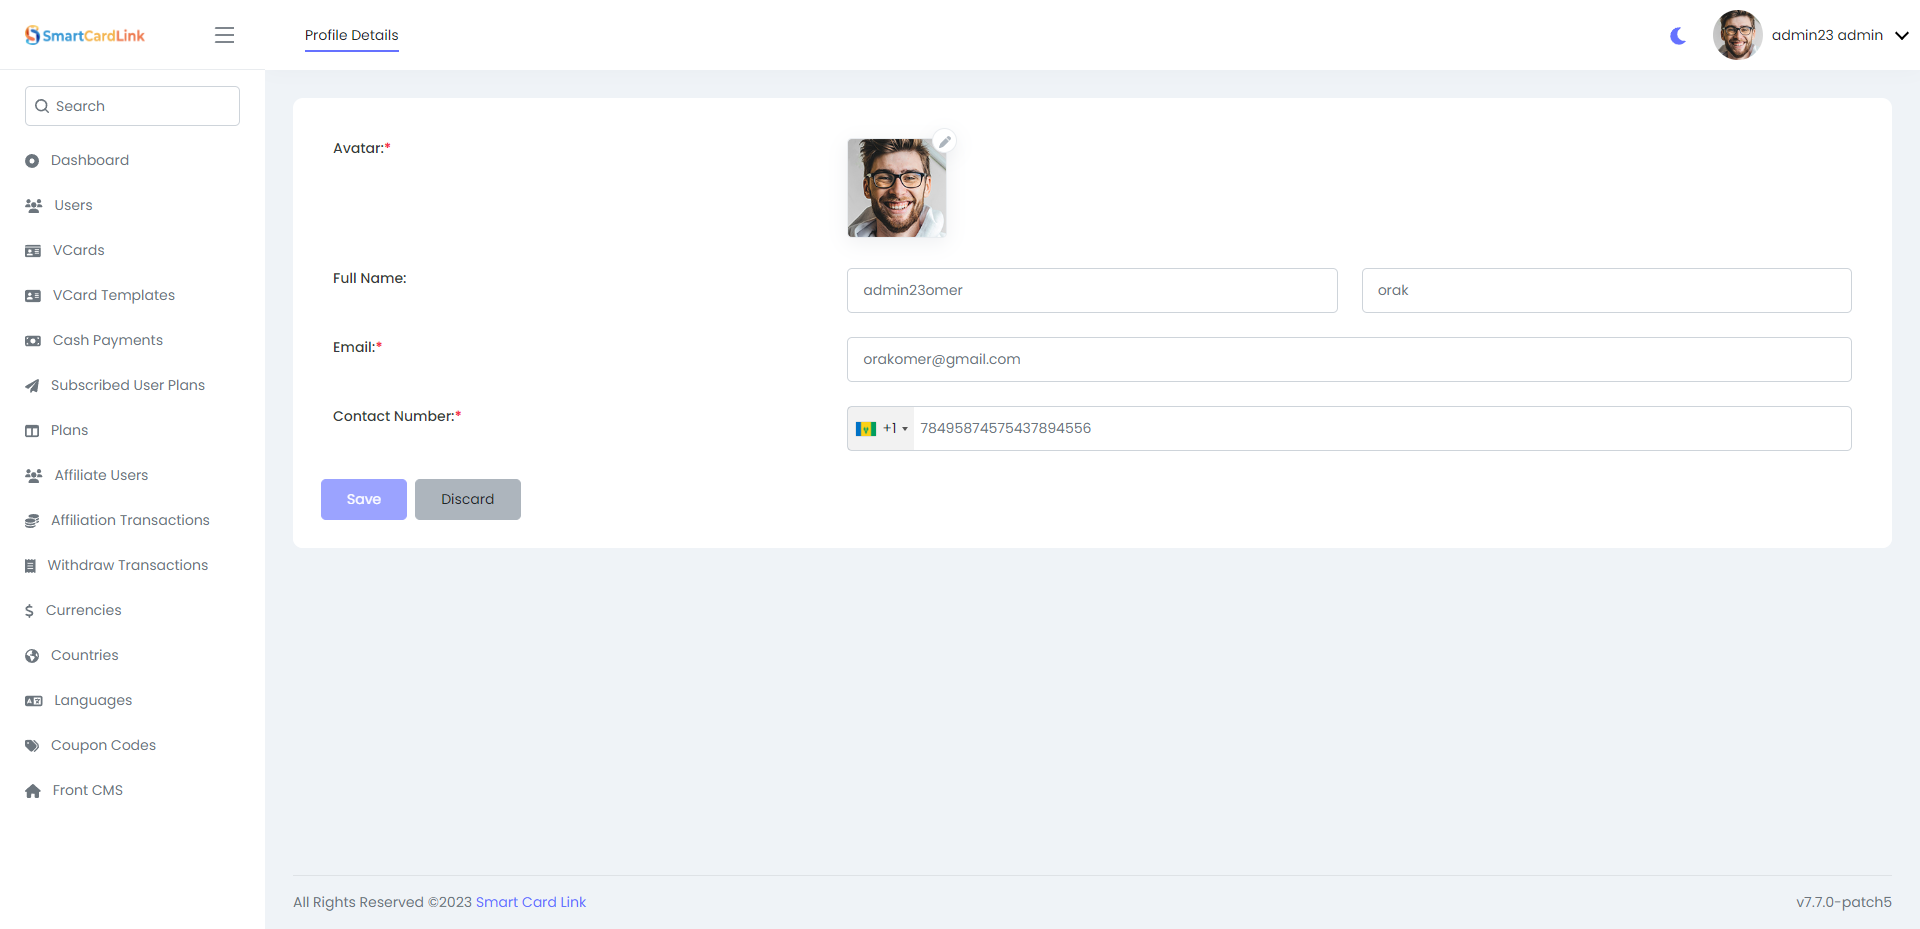 SmartCardLink
Profile Details
admin23 admin
Search
Dashboard
Users
VCards
VCard Templates
Cash Payments
Subscribed User Plans
Plans
Affiliate Users
Affiliation Transactions
Withdraw Transactions
Currencies
Countries
Languages
Coupon Codes
Front CMS
Avatar:*
Full Name:
admin23omer
orak
Email:*
orakomer@gmail.com
Contact Number:*
+1
78495874575437894556
Save
Discard
All Rights Reserved ©2023 Smart Card Link
v7.7.0-patch5